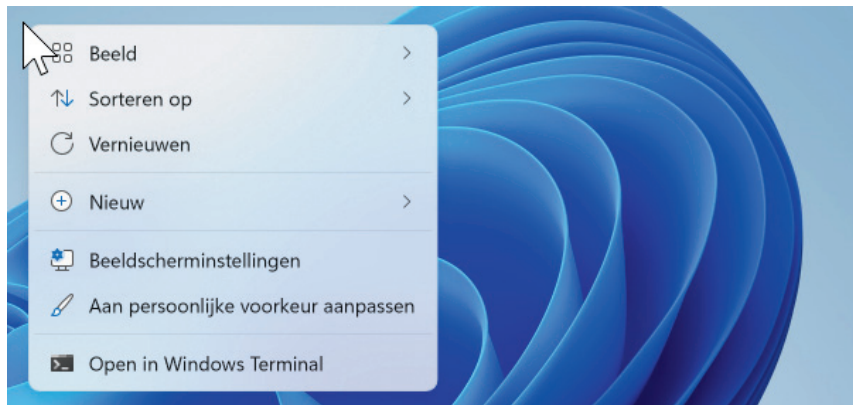 Beeld
Sorteren op
Vernieuwen
Nieuw
Beeldscherminstellingen
Aan persoonlijke voorkeur aanpassen
Open in Windows Terminal